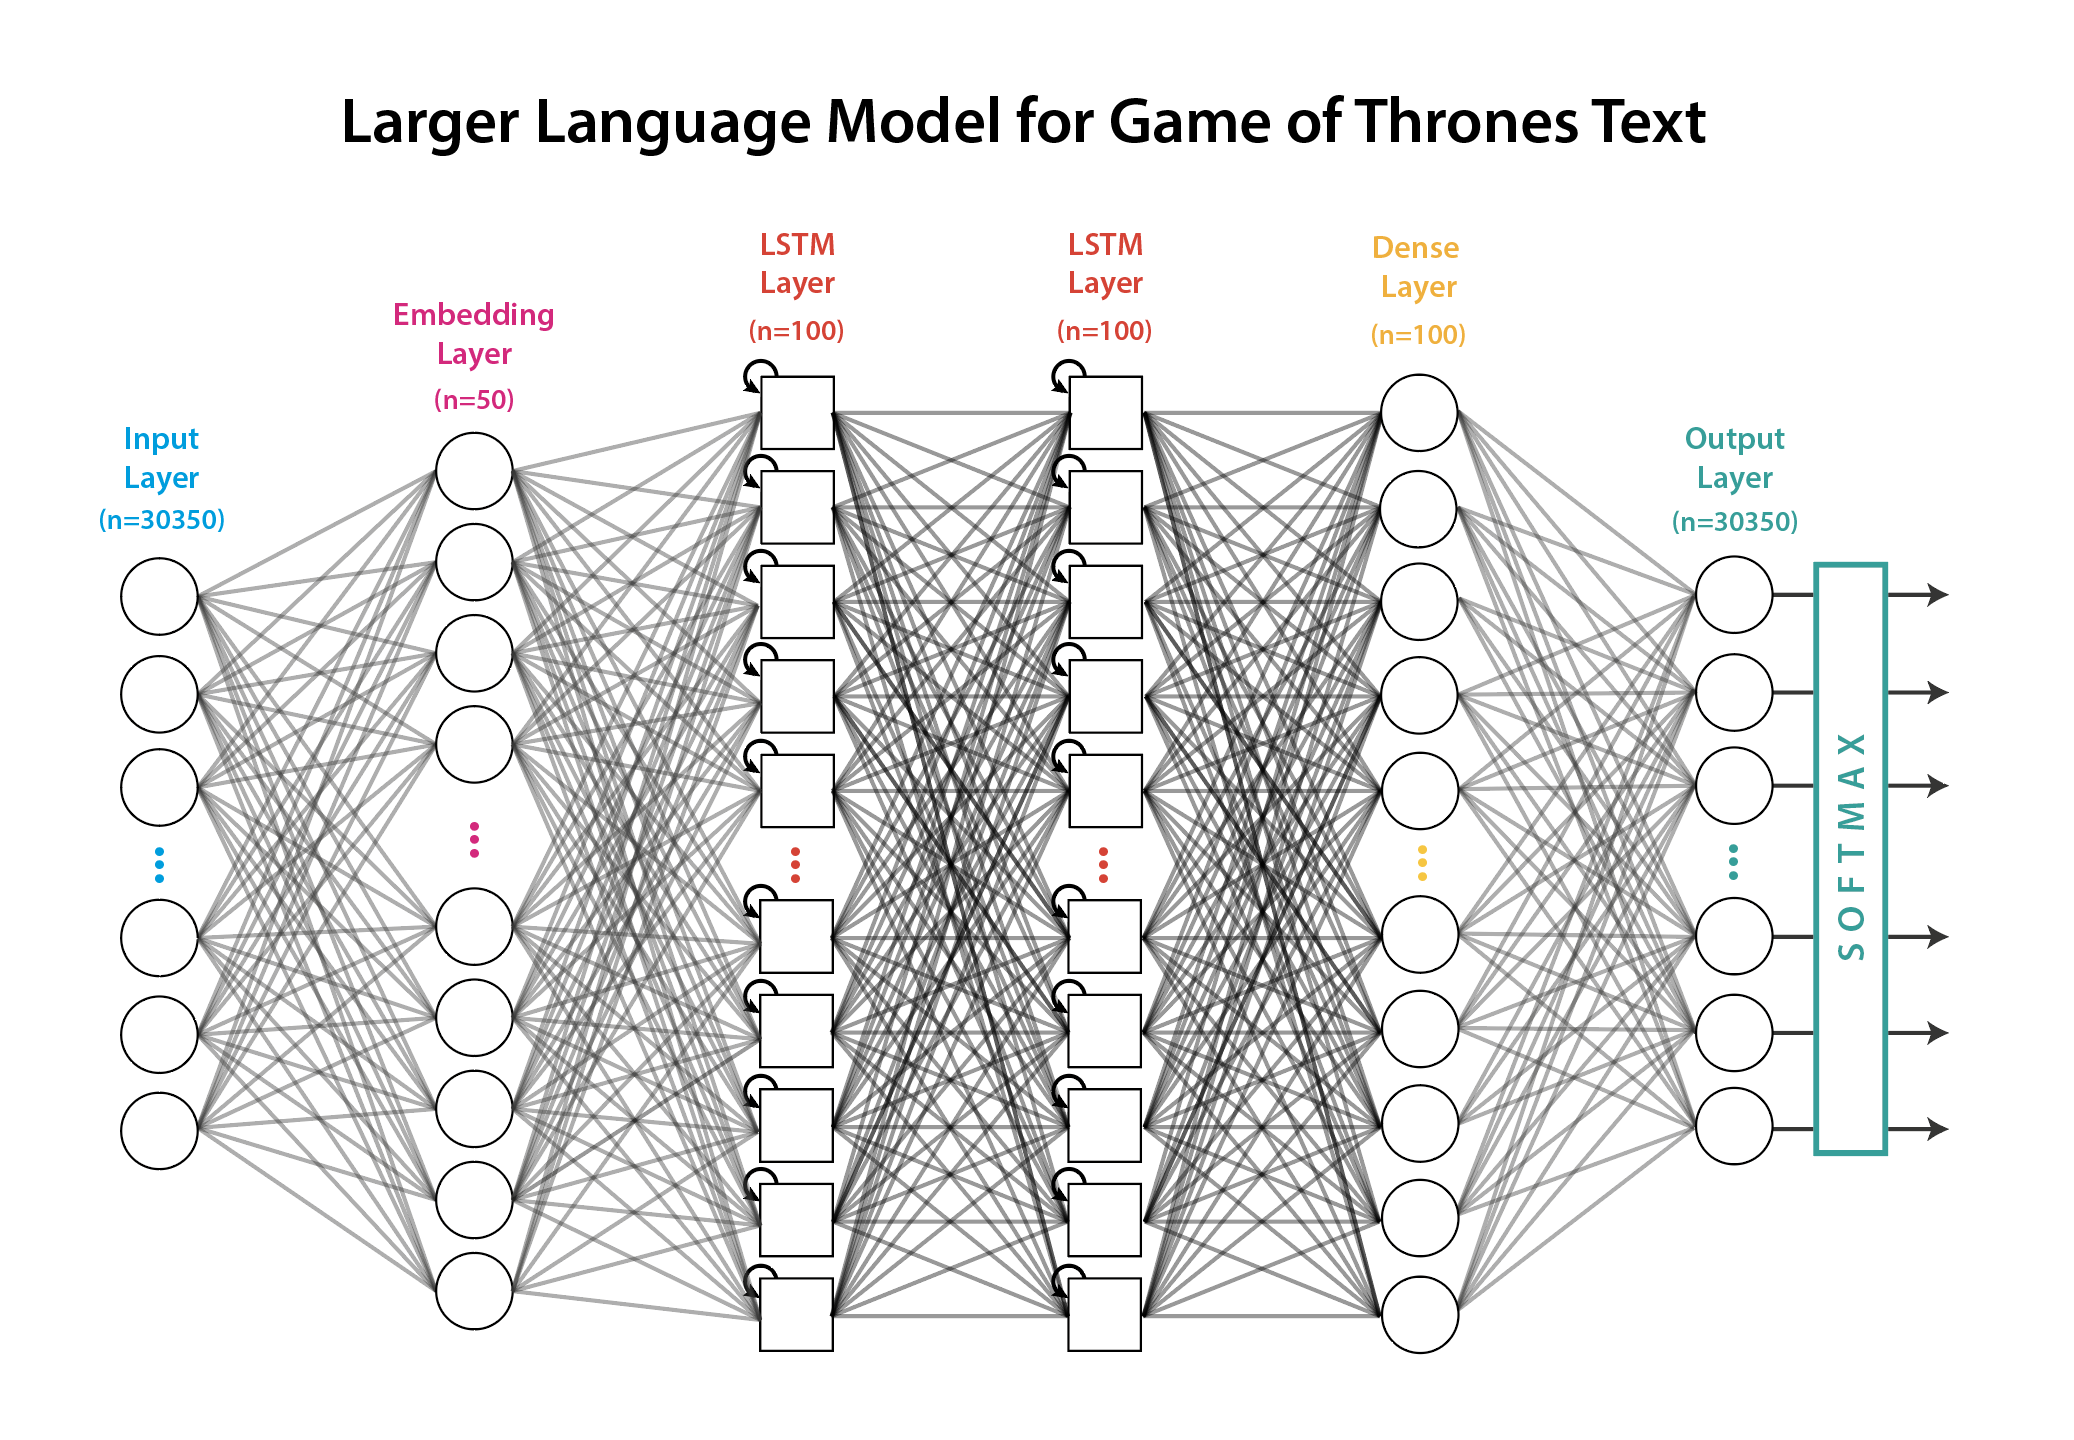 Larger Language Model for Game of Thrones Text
Input
Layer
(n=30350)
Embedding
Layer
(n=50)
LSTM
Layer
(n=100)
LSTM
Layer
(n=100)
Dense
Layer
(n=100)
Output
Layer
(n=30350)
SOFTMAX